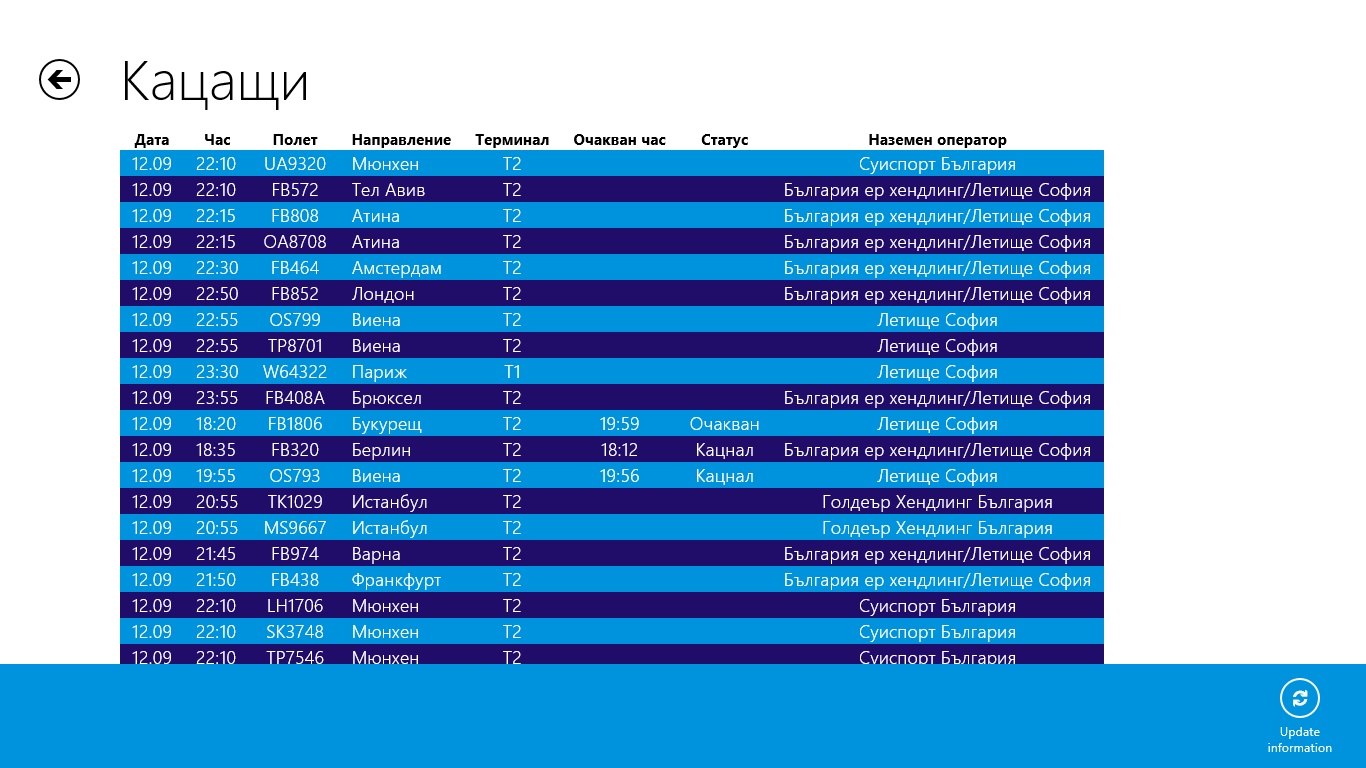 Кацащи
Дата Час Полет Направление Терминал Очакван час Статус Наземен оператор
12.09 22:10 UA9320 Мюнхен T2 Суиспорт България
12.09 22:10 FB572 Тел Авив T2 България ер хендлинг/Летище София
12.09 22:15 FB808 Атина T2 България ер хендлинг/Летище София
12.09 22:15 OA8708 Атина T2 България ер хендлинг/Летище София
12.09 22:30 FB464 Амстердам T2 България ер хендлинг/Летище София
12.09 22:50 FB852 Лондон T2 България ер хендлинг/Летище София
12.09 22:55 OS799 Виена T2 Летище София
12.09 22:55 TP8701 Виена T2 Летище София
12.09 23:30 W64322 Париж T1 Летище София
12.09 23:55 FB408A Брюксел T2 България ер хендлинг/Летище София
12.09 18:20 FB1806 Букурещ T2 19:59 Очакван Летище София
12.09 18:35 FB320 Берлин T2 18:12 Кацнал България ер хендлинг/Летище София
12.09 19:55 OS793 Виена T2 19:56 Кацнал Летище София
12.09 20:55 TK1029 Истанбул T2 Голдеър Хендлинг България
12.09 20:55 MS9667 Истанбул T2 Голдеър Хендлинг България
12.09 21:45 FB974 Варна T2 България ер хендлинг/Летище София
12.09 21:50 FB438 Франкфурт T2 България ер хендлинг/Летище София
12.09 22:10 LH1706 Мюнхен T2 Суиспорт България
12.09 22:10 SK3748 Мюнхен T2 Суиспорт България
12.09 22:10 TP7546 Мюнхен T2 Суиспорт България
Update
information